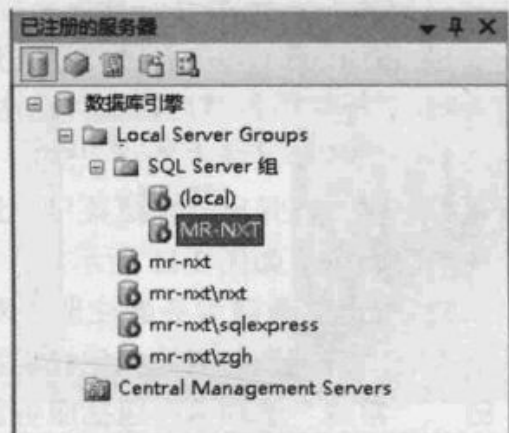 已注册的服务器
数据库引擎
Local Server Groups
SQL Server 组
(local)
MR-NXT
mr-nxt
mr-nxt\nxt
mr-nxt\sqlexpress
mr-nxt\zgh
Central Management Servers